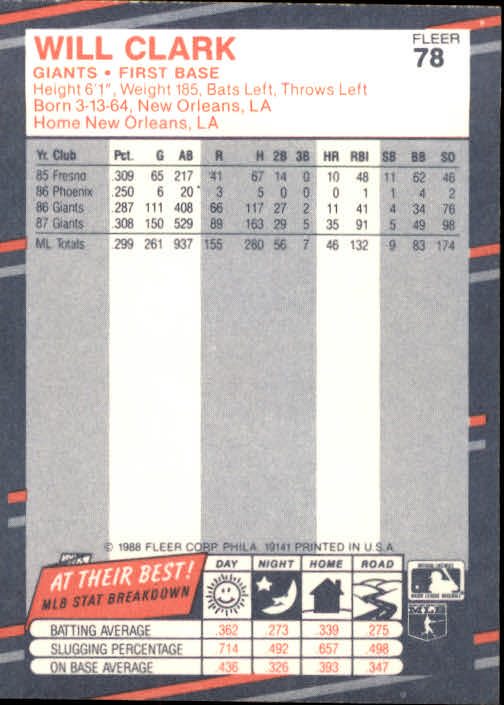 WILL CLARK
FLEER
78
GIANTS • FIRST BASE
Height 6'1", Weight 185, Bats Left, Throws Left
Born 3-13-64, New Orleans, LA
Home New Orleans, LA
Yr. Club Pct. G AB R H 2B 3B HR RBI SB BB SO
85 Fresno .309 65 217 41 67 14 0 10 48 11 62 46
86 Phoenix .250 6 20 3 5 0 0 0 1 1 4 2
86 Giants .287 111 408 66 117 27 2 11 41 4 34 76
87 Giants .308 150 529 89 163 29 5 35 91 5 49 98
ML Totals .299 261 937 155 280 56 7 46 132 9 83 174
© 1988 FLEER CORP. PHILA. 19141 PRINTED IN U.S.A.
AT THEIR BEST!
MLB STAT BREAKDOWN
DAY NIGHT HOME ROAD
BATTING AVERAGE .362 .273 .339 .275
SLUGGING PERCENTAGE .714 .492 .657 .498
ON BASE AVERAGE .436 .326 .393 .347
MLB